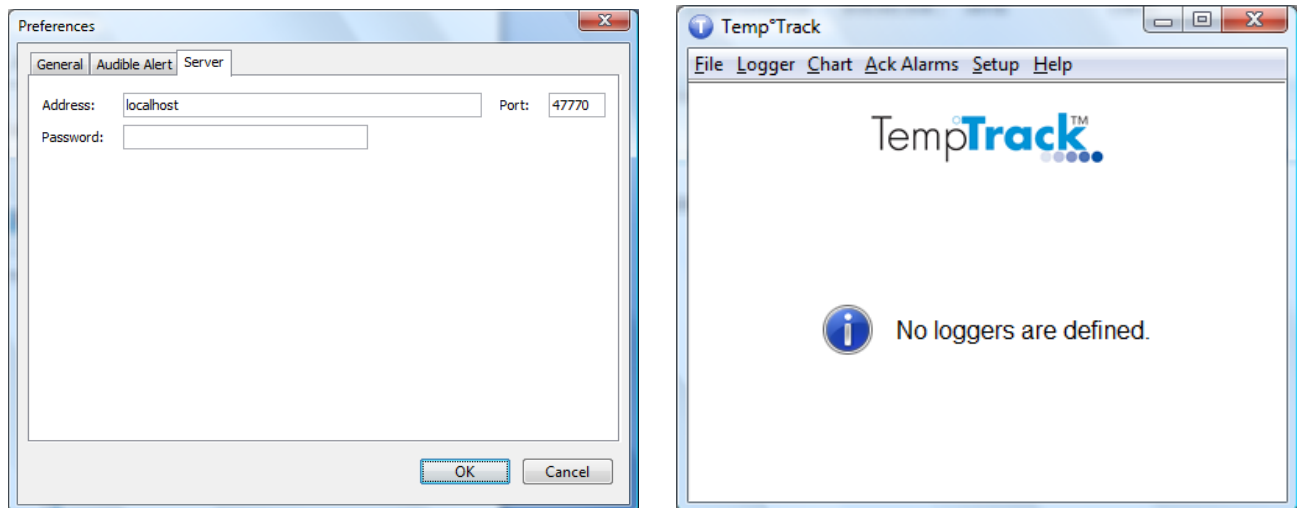 Preferences
General Audible Alert Server
Address: localhost Port: 47770
Password:
OK Cancel
Temp°Track
File Logger Chart Ack Alarms Setup Help
TempTrack™
No loggers are defined.